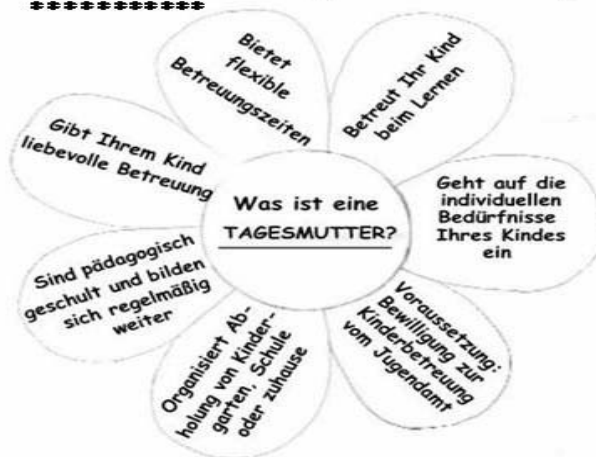 Was ist eine
TAGESMUTTER?
Bietet
flexible
Betreuungszeiten
Betreut Ihr Kind
beim Lernen
Geht auf die
individuellen
Bedürfnisse
Ihres Kindes
ein
Voraussetzung:
Bewilligung zur
Kinderbetreuung
vom Jugendamt
Organisiert Ab-
holung von Kinder-
garten, Schule
oder zuhause
Sind pädagogisch
geschult und bilden
sich regelmäßig
weiter
Gibt Ihrem Kind
liebevolle Betreuung